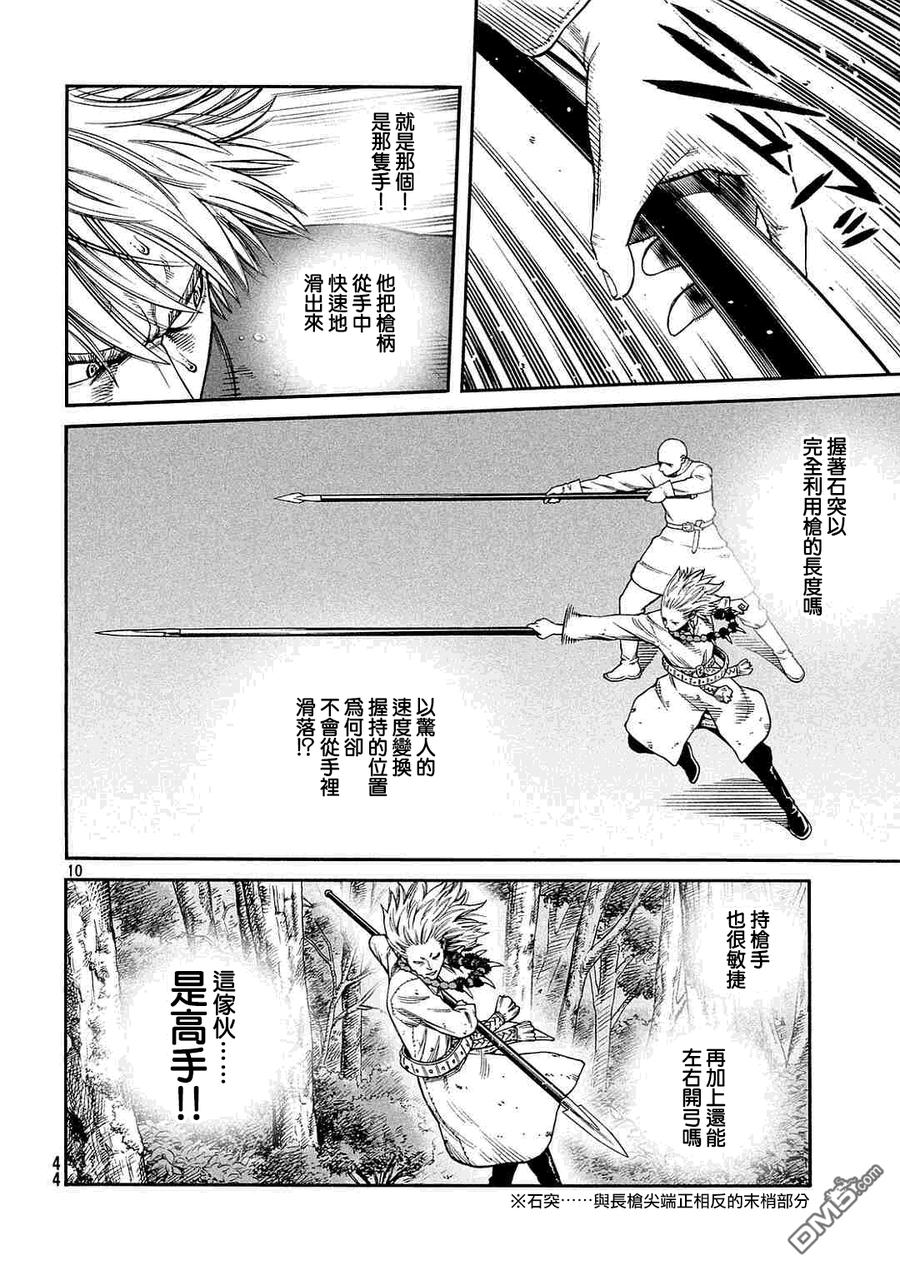 就是那個！
是那隻手！
他把槍柄
從手中
快速地
滑出來
握著石突以
完全利用槍的長度嗎
以驚人的
速度變換
握持的位置
為何卻
不會從手裡
滑落!?
10
持槍手
也很敏捷
再加上還能
左右開弓嗎
這傢伙……
是高手!!
44
※石突……與長槍尖端正相反的末梢部分